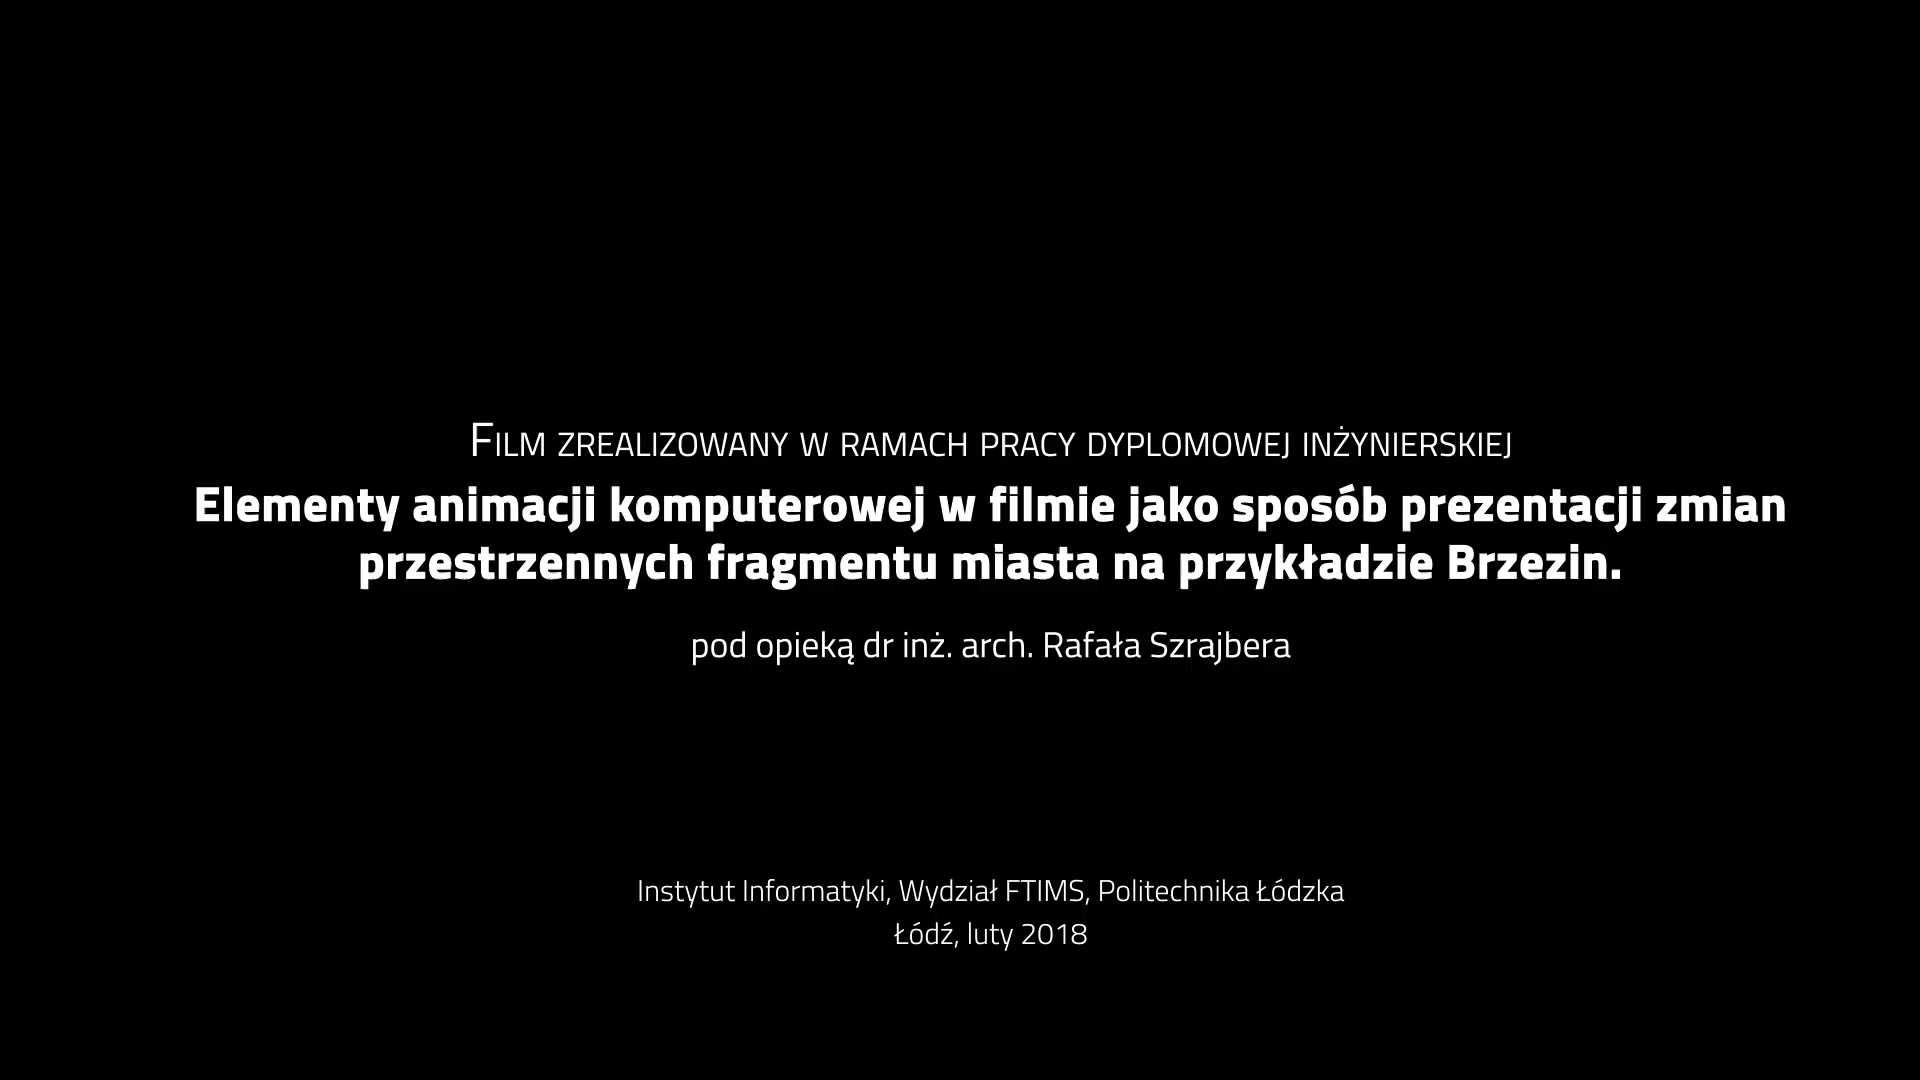 Film zrealizowany w ramach pracy dyplomowej inżynierskiej
Elementy animacji komputerowej w filmie jako sposób prezentacji zmian
przestrzennych fragmentu miasta na przykładzie Brzezin.
pod opieką dr inż. arch. Rafała Szrajbera
Instytut Informatyki, Wydział FTIMS, Politechnika Łódzka
Łódź, luty 2018